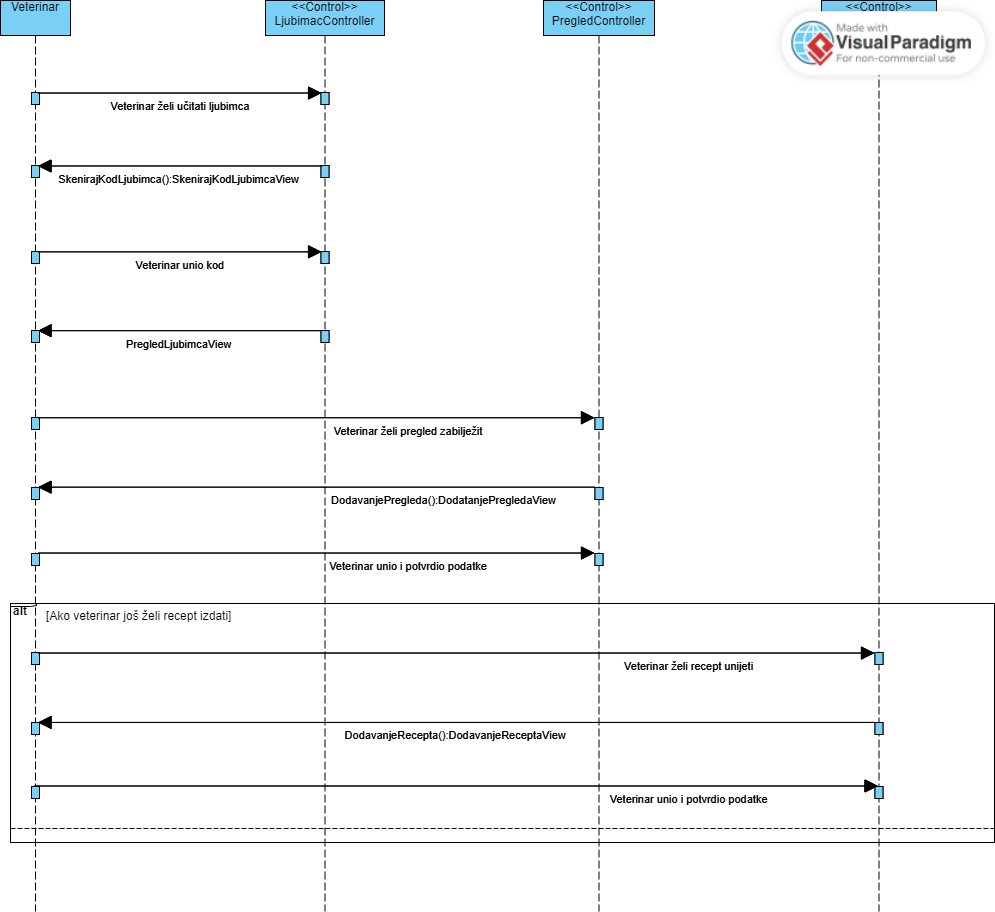 Veterinar
<<Control>>
LjubimacController
<<Control>>
PregledController
<<Control>>
Made with
VisualParadigm
For non-commercial use
Veterinar želi učitati ljubimca
SkenirajKodLjubimca():SkenirajKodLjubimcaView
Veterinar unio kod
PregledLjubimcaView
Veterinar želi pregled zabilježit
DodavanjePregleda():DodatanjePregledaView
Veterinar unio i potvrdio podatke
alt
[Ako veterinar još želi recept izdati]
Veterinar želi recept unijeti
DodavanjeRecepta():DodavanjeReceptaView
Veterinar unio i potvrdio podatke